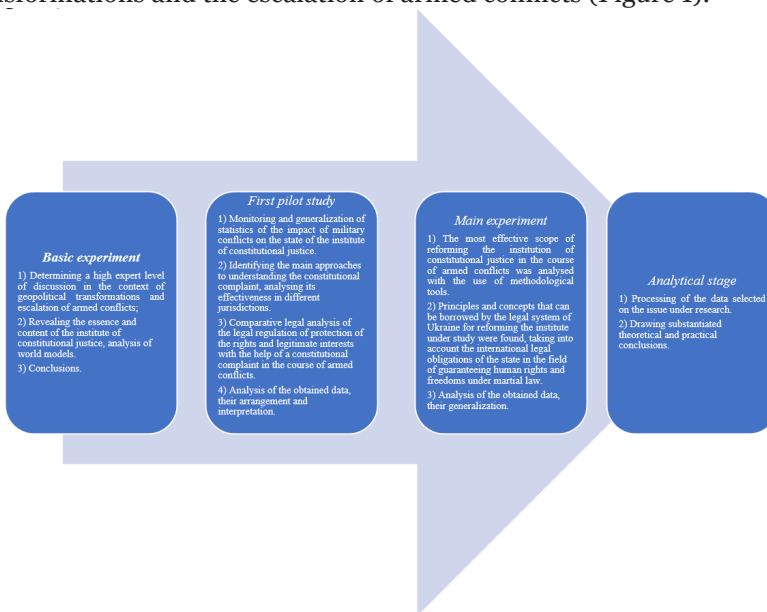 nsformations and the escalation of armed conflicts (Figure 1).
Basic experiment
1) Determining a high expert level
of discussion in the context of
geopolitical transformations and
escalation of armed conflicts;
2) Revealing the essence and
content of the institute of
constitutional justice, analysis of
world models.
3) Conclusions.
First pilot study
1) Monitoring and generalization of
statistics of the impact of military
conflicts on the state of the institute
of constitutional justice.
2) Identifying the main approaches
to understanding the constitutional
complaint, analysing its
effectiveness in different
jurisdictions.
3) Comparative legal analysis of
the legal regulation of protection of
the rights and legitimate interests
with the help of a constitutional
complaint in the course of armed
conflicts.
4) Analysis of the obtained data,
their arrangement and
interpretation.
Main experiment
1) The most effective scope of
reforming the institution of
constitutional justice in the course
of armed conflicts was analysed
with the use of methodological
tools.
2) Principles and concepts that can
be borrowed by the legal system of
Ukraine for reforming the institute
under study were found, taking into
account the international legal
obligations of the state in the field
of guaranteeing human rights and
freedoms under martial law.
3) Analysis of the obtained data,
their generalization.
Analytical stage
1) Processing of the data selected
on the issue under research.
2) Drawing substantiated
theoretical and practical
conclusions.